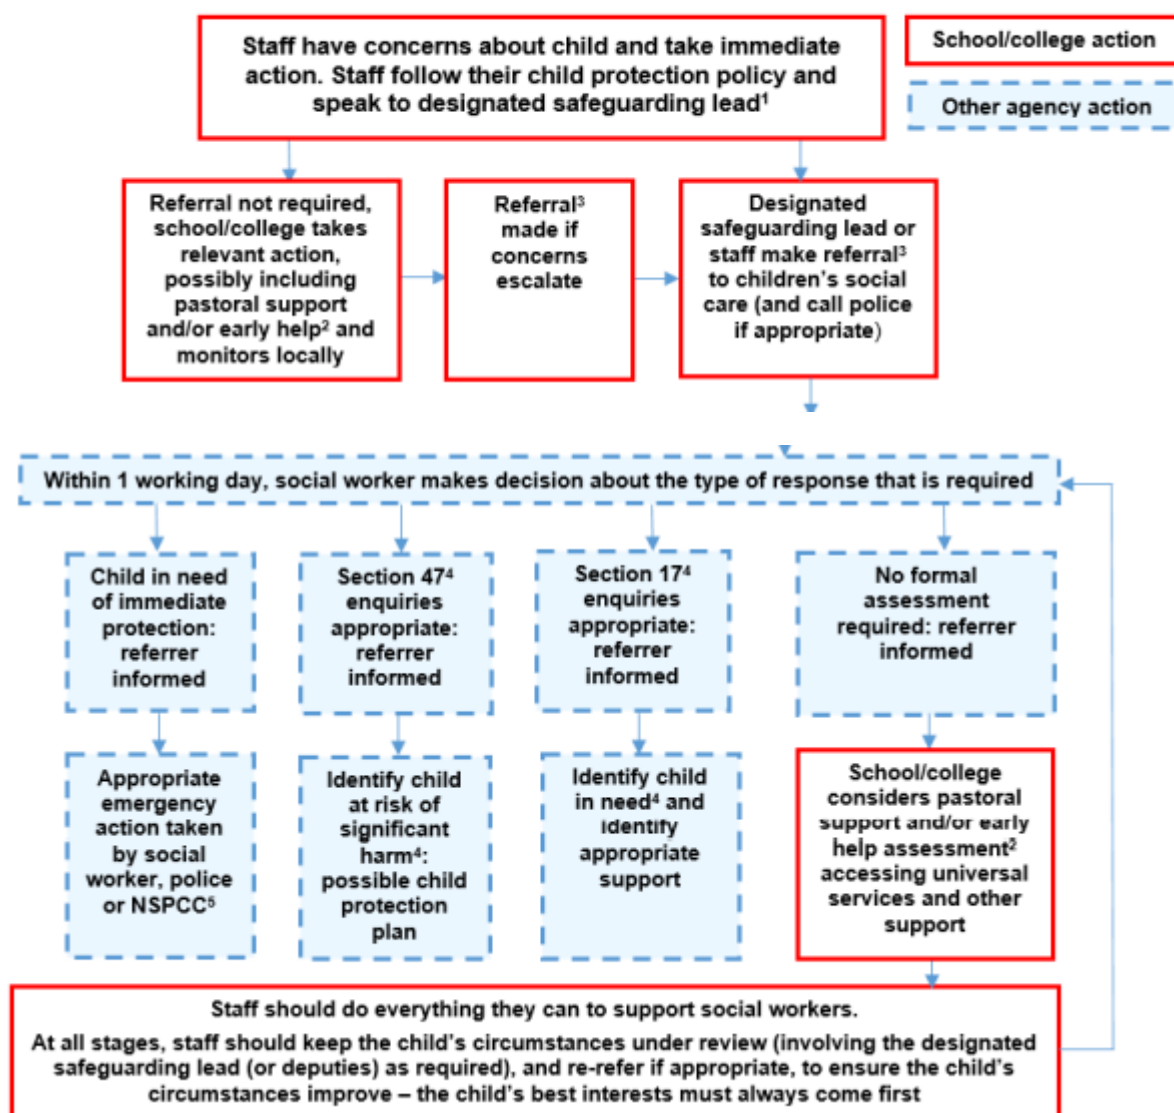 Staff have concerns about child and take immediate
action. Staff follow their child protection policy and
speak to designated safeguarding lead¹
School/college action
Other agency action
Referral not required,
school/college takes
relevant action,
possibly including
pastoral support
and/or early help² and
monitors locally
Referral³
made if
concerns
escalate
Designated
safeguarding lead or
staff make referral³
to children's social
care (and call police
if appropriate)
Within 1 working day, social worker makes decision about the type of response that is required
Child in need
of immediate
protection:
referrer
informed
Section 47⁴
enquiries
appropriate:
referrer
informed
Section 17⁴
enquiries
appropriate:
referrer
informed
No formal
assessment
required: referrer
informed
Appropriate
emergency
action taken
by social
worker, police
or NSPCC⁵
Identify child
at risk of
significant
harm⁴:
possible child
protection
plan
Identify child
in need⁴ and
identify
appropriate
support
School/college
considers pastoral
support and/or early
help assessment²
accessing universal
services and other
support
Staff should do everything they can to support social workers.
At all stages, staff should keep the child's circumstances under review (involving the designated
safeguarding lead (or deputies) as required), and re-refer if appropriate, to ensure the child's
circumstances improve – the child's best interests must always come first